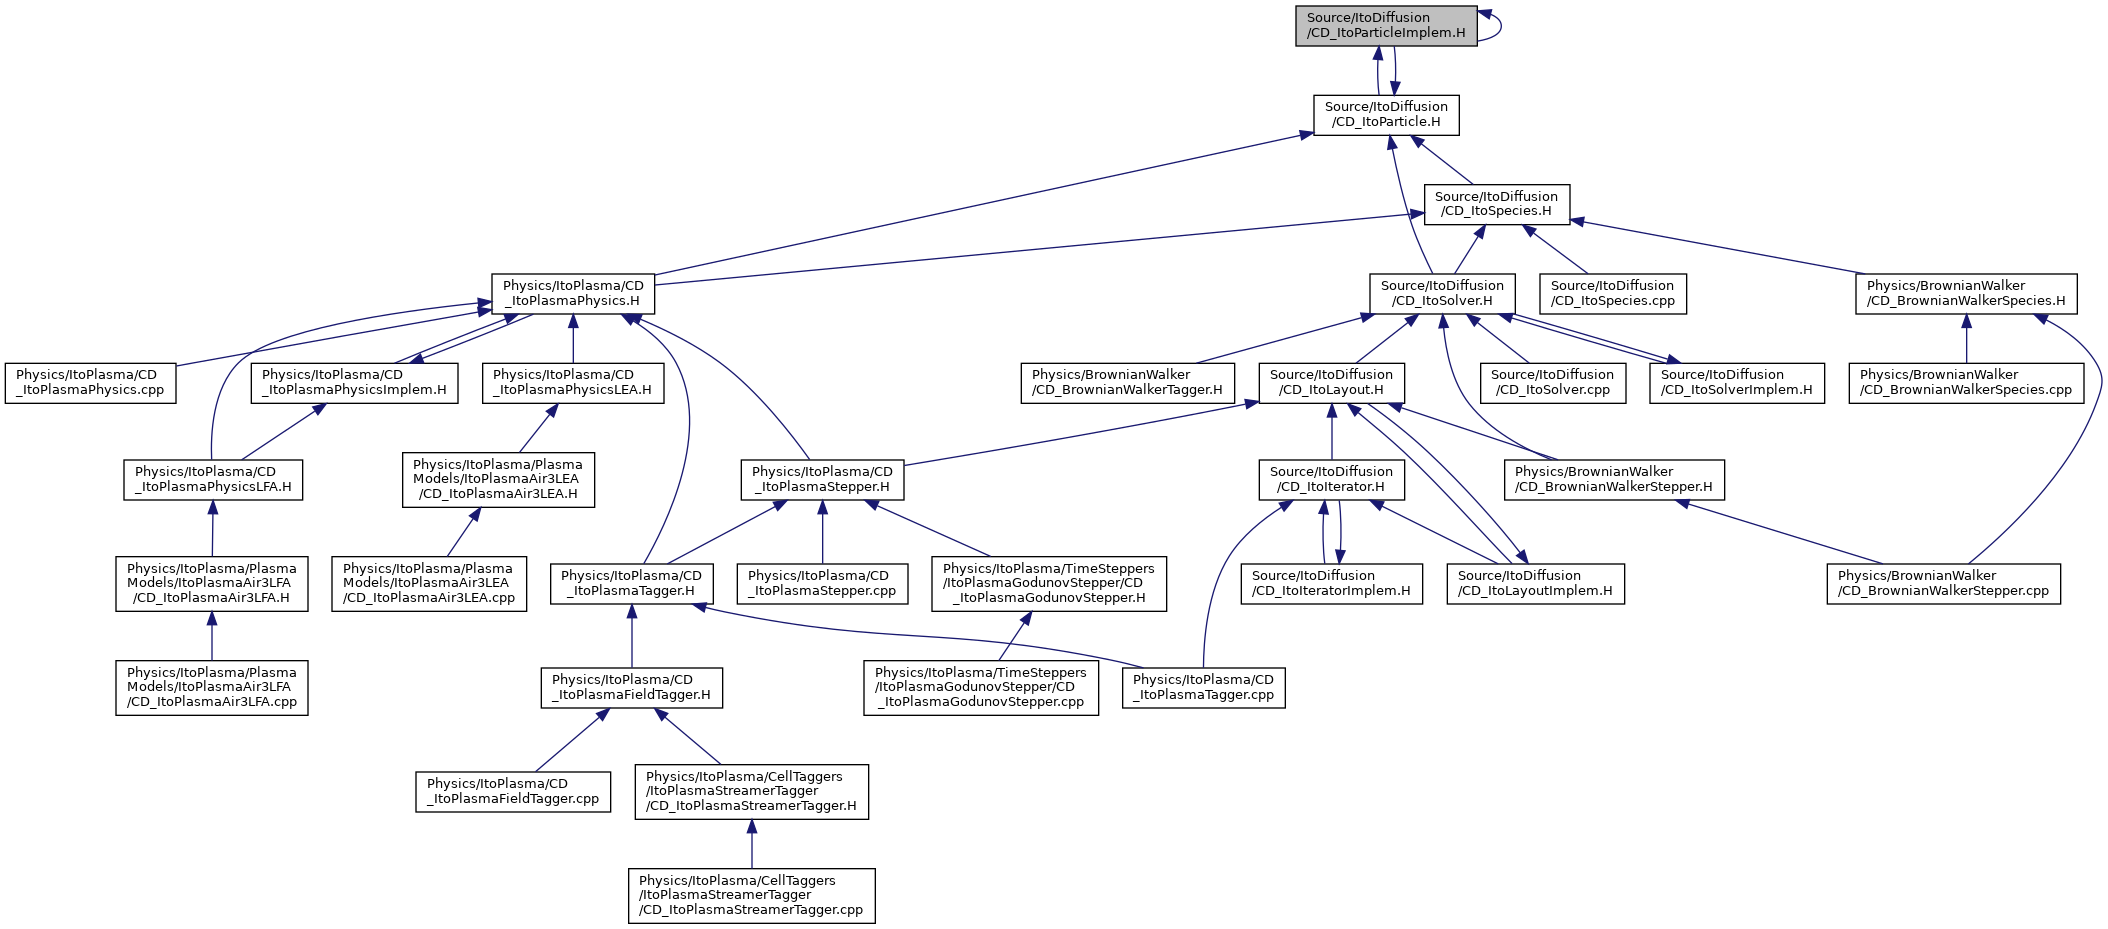 Source/ItoDiffusion
/CD_ItoParticleImplem.H
Source/ItoDiffusion
/CD_ItoParticle.H
Source/ItoDiffusion
/CD_ItoSpecies.H
Physics/ItoPlasma/CD
_ItoPlasmaPhysics.H
Source/ItoDiffusion
/CD_ItoSolver.H
Source/ItoDiffusion
/CD_ItoSpecies.cpp
Physics/BrownianWalker
/CD_BrownianWalkerSpecies.H
Physics/ItoPlasma/CD
_ItoPlasmaPhysics.cpp
Physics/ItoPlasma/CD
_ItoPlasmaPhysicsImplem.H
Physics/ItoPlasma/CD
_ItoPlasmaPhysicsLEA.H
Physics/BrownianWalker
/CD_BrownianWalkerTagger.H
Source/ItoDiffusion
/CD_ItoLayout.H
Source/ItoDiffusion
/CD_ItoSolver.cpp
Source/ItoDiffusion
/CD_ItoSolverImplem.H
Physics/BrownianWalker
/CD_BrownianWalkerSpecies.cpp
Physics/ItoPlasma/CD
_ItoPlasmaPhysicsLFA.H
Physics/ItoPlasma/Plasma
Models/ItoPlasmaAir3LEA
/CD_ItoPlasmaAir3LEA.H
Physics/ItoPlasma/CD
_ItoPlasmaStepper.H
Source/ItoDiffusion
/CD_ItoIterator.H
Physics/BrownianWalker
/CD_BrownianWalkerStepper.H
Physics/ItoPlasma/Plasma
Models/ItoPlasmaAir3LFA
/CD_ItoPlasmaAir3LFA.H
Physics/ItoPlasma/Plasma
Models/ItoPlasmaAir3LEA
/CD_ItoPlasmaAir3LEA.cpp
Physics/ItoPlasma/CD
_ItoPlasmaTagger.H
Physics/ItoPlasma/CD
_ItoPlasmaStepper.cpp
Physics/ItoPlasma/TimeSteppers
/ItoPlasmaGodunovStepper/CD
_ItoPlasmaGodunovStepper.H
Source/ItoDiffusion
/CD_ItoIteratorImplem.H
Source/ItoDiffusion
/CD_ItoLayoutImplem.H
Physics/BrownianWalker
/CD_BrownianWalkerStepper.cpp
Physics/ItoPlasma/Plasma
Models/ItoPlasmaAir3LFA
/CD_ItoPlasmaAir3LFA.cpp
Physics/ItoPlasma/CD
_ItoPlasmaFieldTagger.H
Physics/ItoPlasma/TimeSteppers
/ItoPlasmaGodunovStepper/CD
_ItoPlasmaGodunovStepper.cpp
Physics/ItoPlasma/CD
_ItoPlasmaTagger.cpp
Physics/ItoPlasma/CD
_ItoPlasmaFieldTagger.cpp
Physics/ItoPlasma/CellTaggers
/ItoPlasmaStreamerTagger
/CD_ItoPlasmaStreamerTagger.H
Physics/ItoPlasma/CellTaggers
/ItoPlasmaStreamerTagger
/CD_ItoPlasmaStreamerTagger.cpp